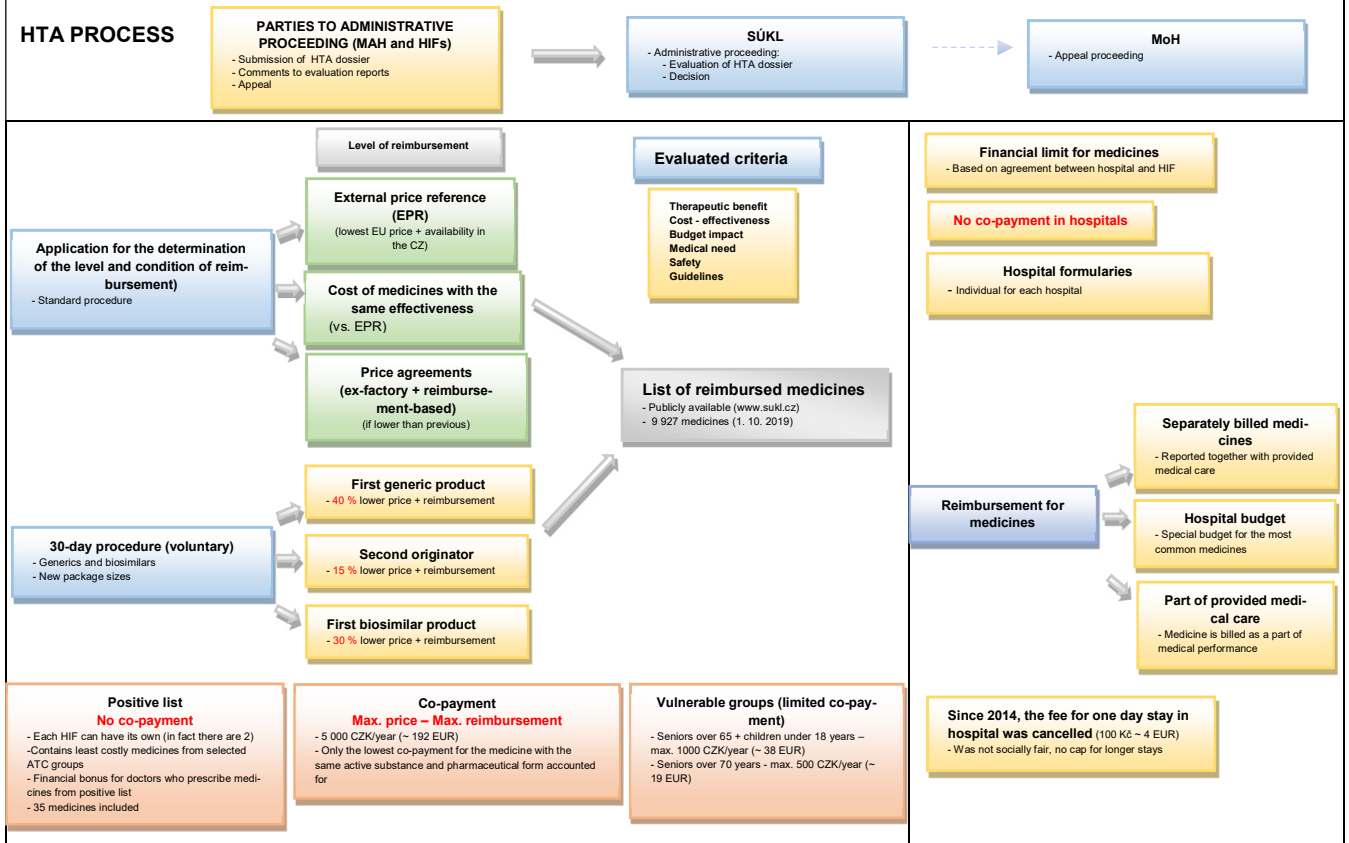 HTA PROCESS
PARTIES TO ADMINISTRATIVE
PROCEEDING (MAH and HIFs)
- Submission of HTA dossier
- Comments to evaluation reports
- Appeal
SÚKL
- Administrative proceeding:
- Evaluation of HTA dossier
- Decision
MoH
- Appeal proceeding
Level of reimbursement
Application for the determination
of the level and condition of reim-
bursement)
- Standard procedure
External price reference
(EPR)
(lowest EU price + availability in
the CZ)
Cost of medicines with the
same effectiveness
(vs. EPR)
Price agreements
(ex-factory + reimburse-
ment-based)
(if lower than previous)
Evaluated criteria
Therapeutic benefit
Cost - effectiveness
Budget impact
Medical need
Safety
Guidelines
List of reimbursed medicines
- Publicly available (www.sukl.cz)
- 9 927 medicines (1. 10. 2019)
30-day procedure (voluntary)
- Generics and biosimilars
- New package sizes
First generic product
- 40 % lower price + reimbursement
Second originator
- 15 % lower price + reimbursement
First biosimilar product
- 30 % lower price + reimbursement
Positive list
No co-payment
- Each HIF can have its own (in fact there are 2)
-Contains least costly medicines from selected
ATC groups
- Financial bonus for doctors who prescribe medi-
cines from positive list
- 35 medicines included
Co-payment
Max. price – Max. reimbursement
- 5 000 CZK/year (~ 192 EUR)
- Only the lowest co-payment for the medicine with the
same active substance and pharmaceutical form accounted
for
Vulnerable groups (limited co-pay-
ment)
- Seniors over 65 + children under 18 years –
max. 1000 CZK/year (~ 38 EUR)
- Seniors over 70 years - max. 500 CZK/year (~
19 EUR)
Financial limit for medicines
- Based on agreement between hospital and HIF
No co-payment in hospitals
Hospital formularies
- Individual for each hospital
Reimbursement for
medicines
Separately billed medi-
cines
- Reported together with provided
medical care
Hospital budget
- Special budget for the most
common medicines
Part of provided medi-
cal care
- Medicine is billed as a part of
medical performance
Since 2014, the fee for one day stay in
hospital was cancelled (100 Kč ~ 4 EUR)
- Was not socially fair, no cap for longer stays